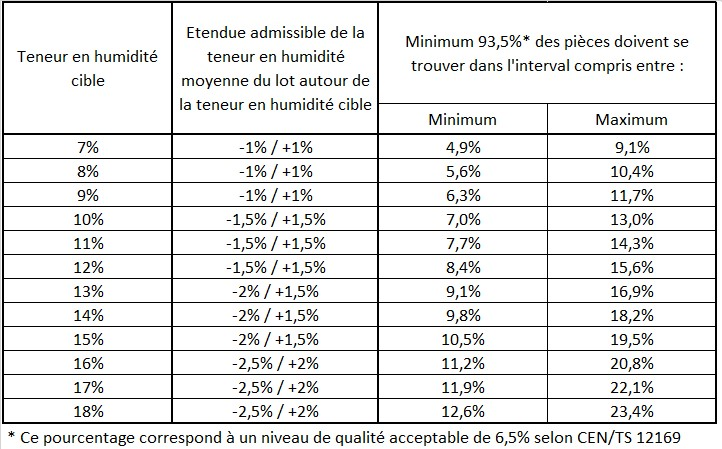 Teneur en humidité
cible
Etendue admissible de la
teneur en humidité
moyenne du lot autour de
la teneur en humidité cible
Minimum 93,5%* des pièces doivent se
trouver dans l'interval compris entre :
Minimum Maximum
7% -1% / +1% 4,9% 9,1%
8% -1% / +1% 5,6% 10,4%
9% -1% / +1% 6,3% 11,7%
10% -1,5% / +1,5% 7,0% 13,0%
11% -1,5% / +1,5% 7,7% 14,3%
12% -1,5% / +1,5% 8,4% 15,6%
13% -2% / +1,5% 9,1% 16,9%
14% -2% / +1,5% 9,8% 18,2%
15% -2% / +1,5% 10,5% 19,5%
16% -2,5% / +2% 11,2% 20,8%
17% -2,5% / +2% 11,9% 22,1%
18% -2,5% / +2% 12,6% 23,4%
* Ce pourcentage correspond à un niveau de qualité acceptable de 6,5% selon CEN/TS 12169